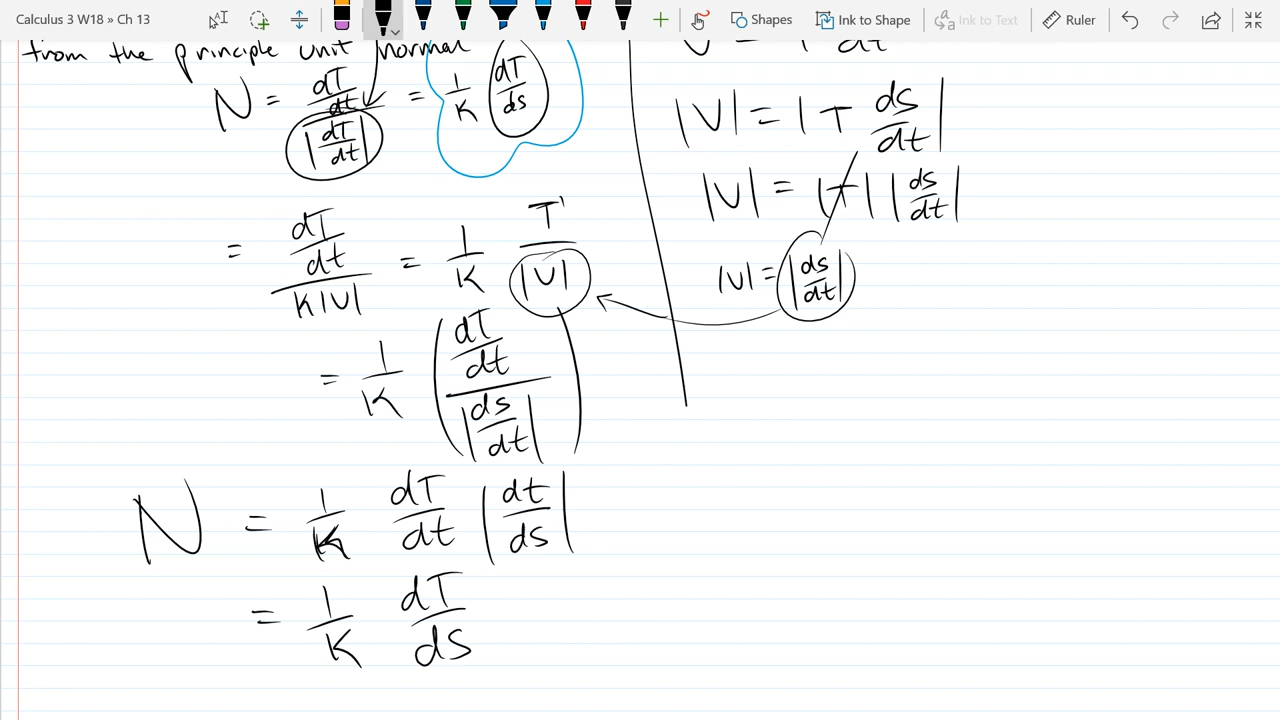 Calculus 3 W18 » Ch 13
Shapes
Ink to Shape
Ink to Text
Ruler
from the principle unit normal
N = dT/dt / |dT/dt| = 1/K dT/ds
= dT/dt / K|V| = 1/K T' / |V|
= 1/K (dT/dt / |ds/dt|)
N = 1/K dT/dt |dt/ds|
= 1/K dT/ds
|V| = |T ds/dt|
|V| = |T| |ds/dt|
|V| = |ds/dt|